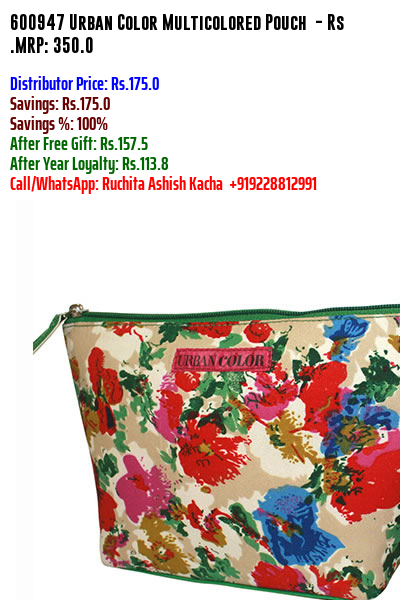 600947 Urban Color Multicolored Pouch - Rs
.MRP: 350.0
Distributor Price: Rs.175.0
Savings: Rs.175.0
Savings %: 100%
After Free Gift: Rs.157.5
After Year Loyalty: Rs.113.8
Call/WhatsApp: Ruchita Ashish Kacha +919228812991
URBAN COLOR